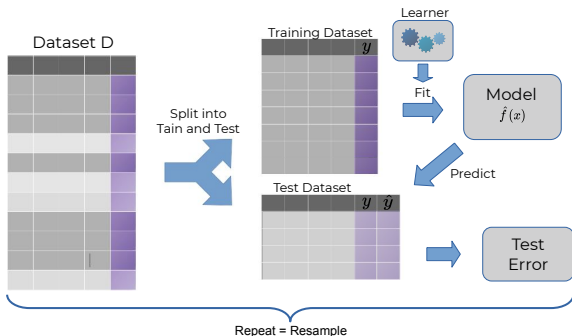 Learner
Dataset D
Training Dataset
y
Split into
Tain and Test
Fit
Model
f̂(x)
Predict
Test Dataset
y ŷ
Test
Error
Repeat = Resample